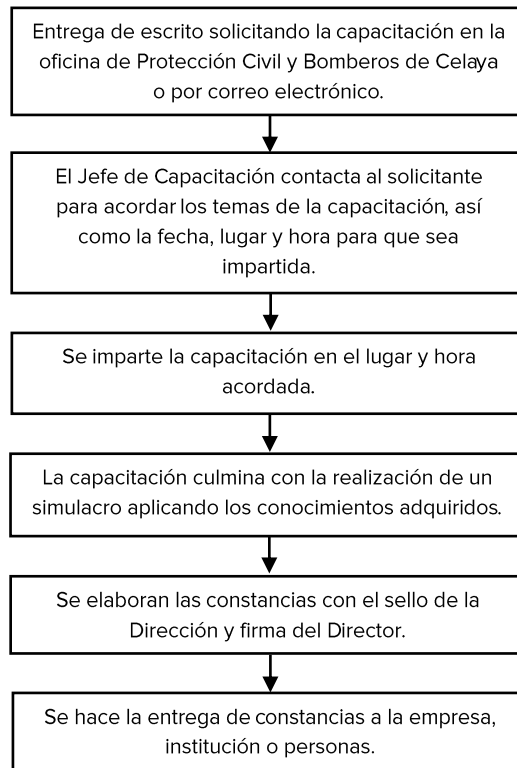 Entrega de escrito solicitando la capacitación en la
oficina de Protección Civil y Bomberos de Celaya
o por correo electrónico.
El Jefe de Capacitación contacta al solicitante
para acordar los temas de la capacitación, así
como la fecha, lugar y hora para que sea
impartida.
Se imparte la capacitación en el lugar y hora
acordada.
La capacitación culmina con la realización de un
simulacro aplicando los conocimientos adquiridos.
Se elaboran las constancias con el sello de la
Dirección y firma del Director.
Se hace la entrega de constancias a la empresa,
institución o personas.